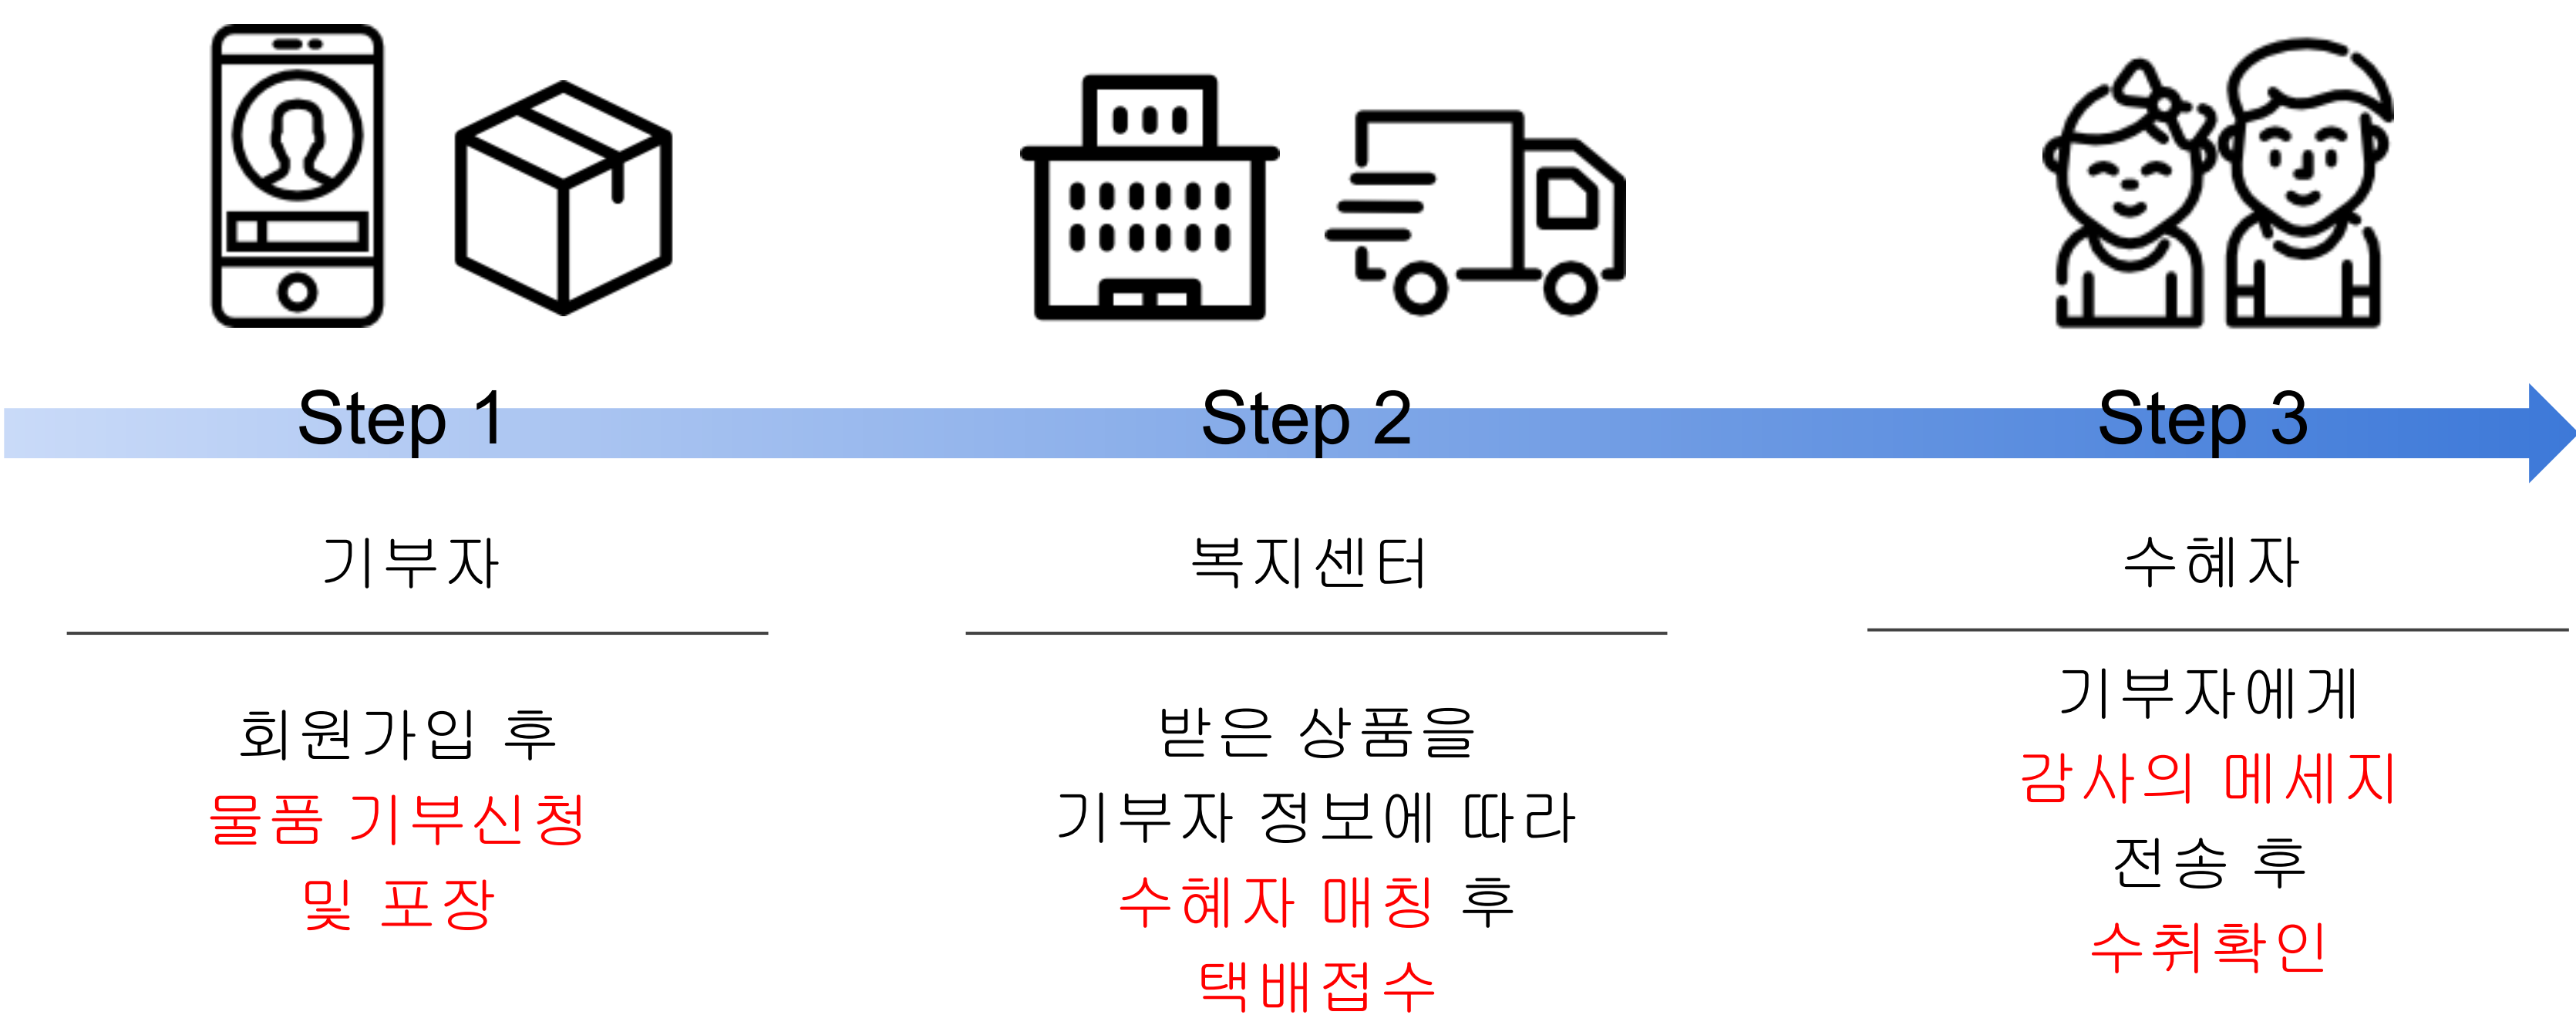 Step 1
Step 2
Step 3
기부자
복지센터
수혜자
회원가입 후
물품 기부신청
및 포장
받은 상품을
기부자 정보에 따라
수혜자 매칭 후
택배접수
기부자에게
감사의 메세지
전송 후
수취확인